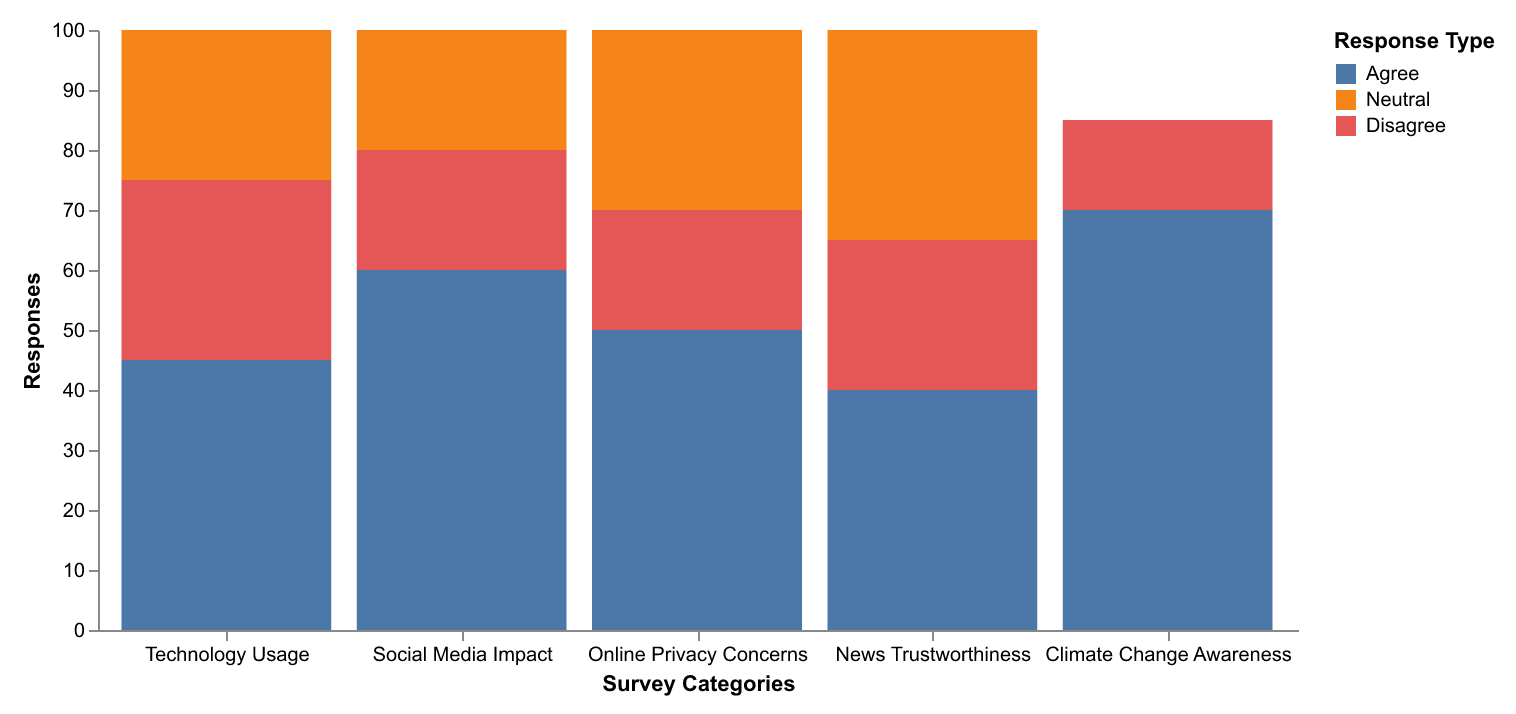 100
90
80
70
60
50
40
30
20
10
0
Responses
Technology Usage
Social Media Impact
Online Privacy Concerns
News Trustworthiness
Climate Change Awareness
Survey Categories
Response Type
Agree
Neutral
Disagree